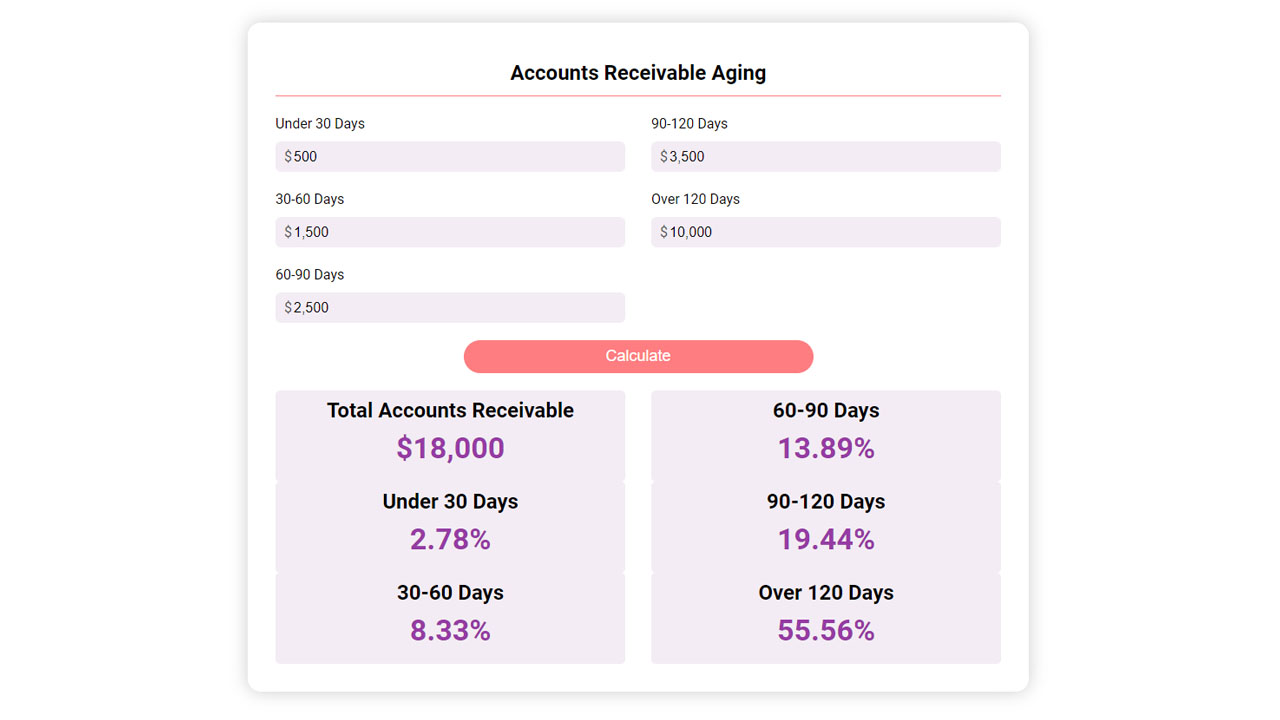 Accounts Receivable Aging
Under 30 Days
$500
90-120 Days
$3,500
30-60 Days
$1,500
Over 120 Days
$10,000
60-90 Days
$2,500
Calculate
Total Accounts Receivable
$18,000
60-90 Days
13.89%
Under 30 Days
2.78%
90-120 Days
19.44%
30-60 Days
8.33%
Over 120 Days
55.56%